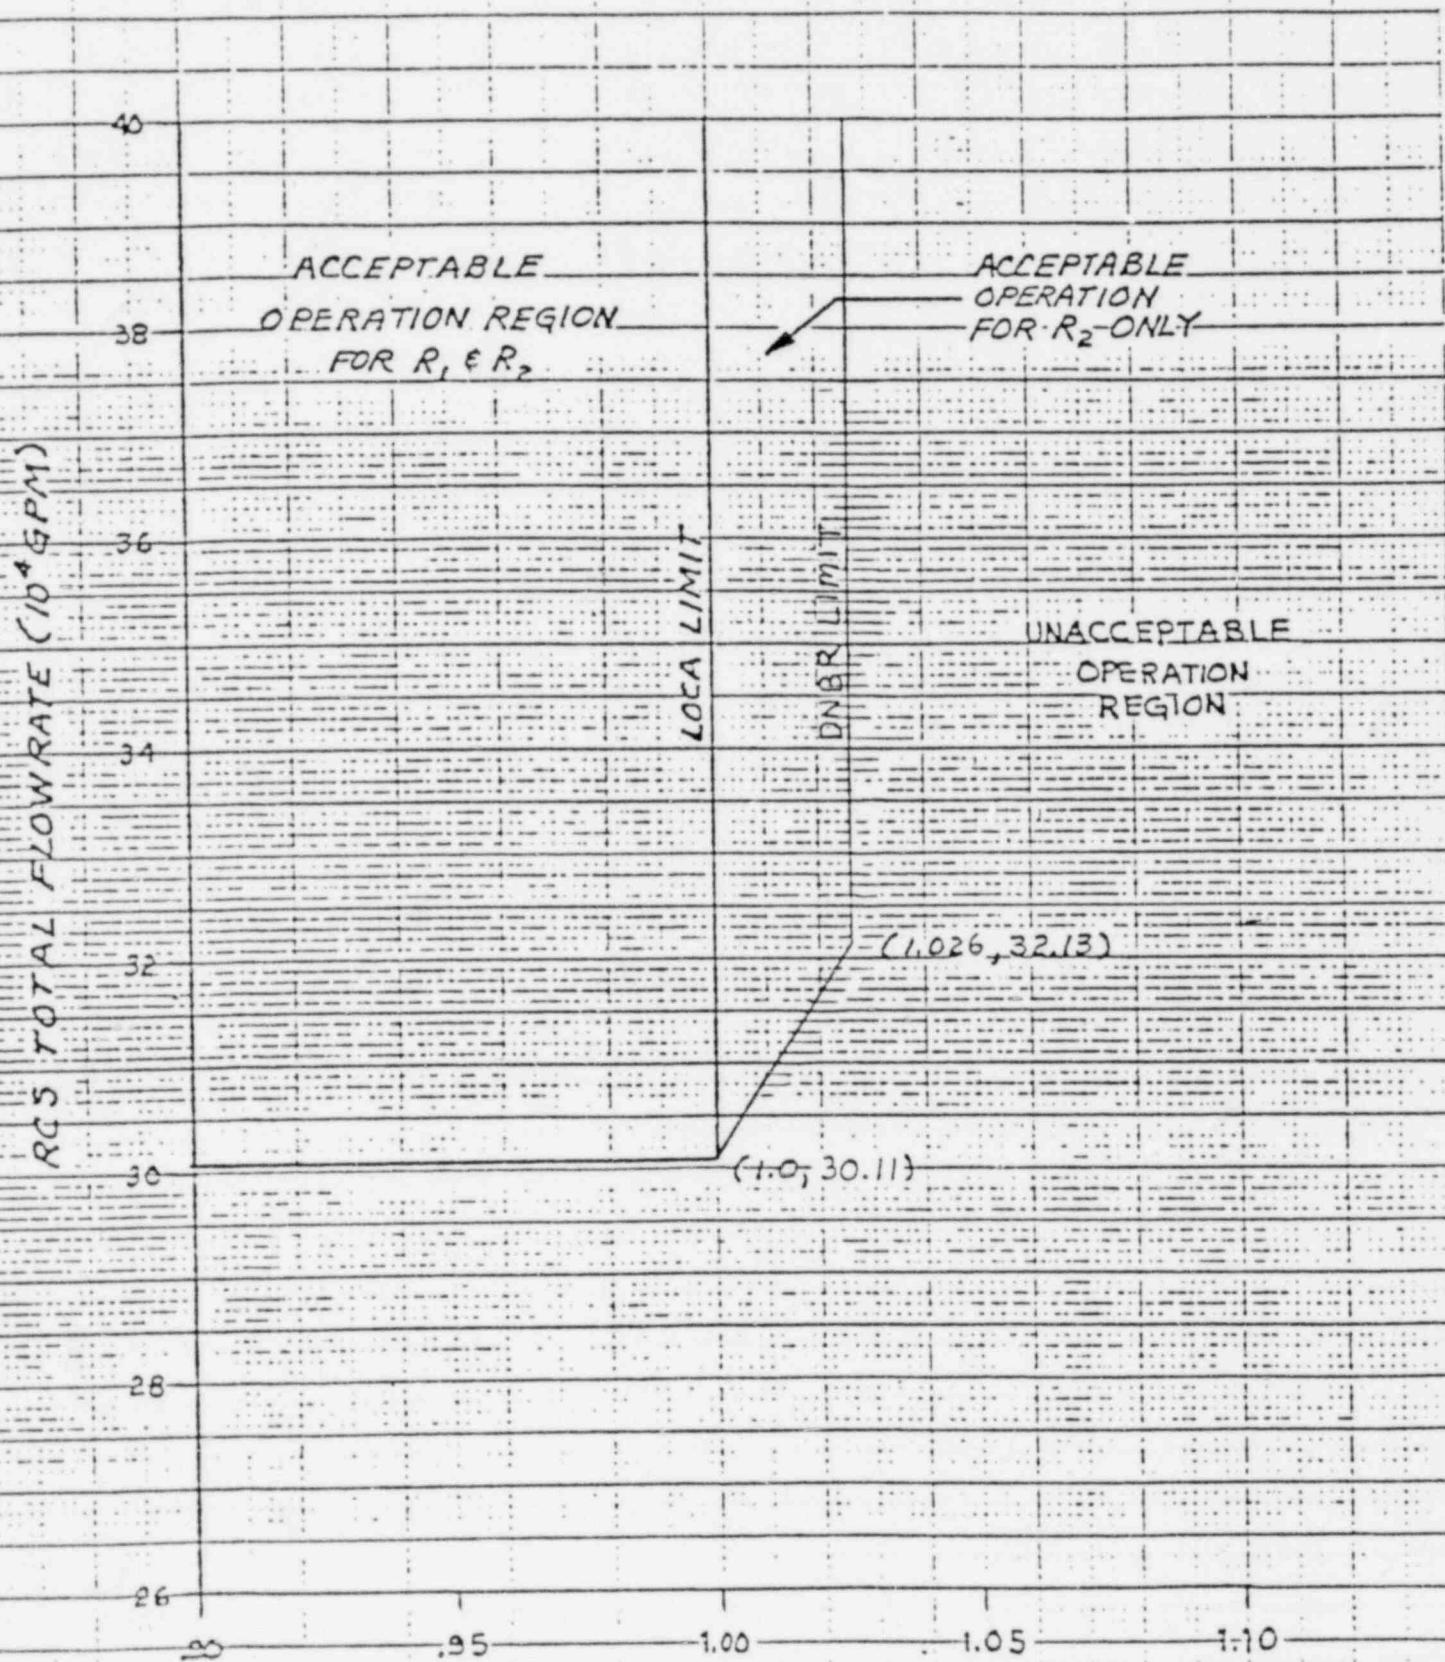 40
ACCEPTABLE
OPERATION REGION
FOR R₁ & R₂
ACCEPTABLE
OPERATION
FOR R₂ ONLY
38
RCS TOTAL FLOWRATE (10⁴ GPM)
36
LOCA LIMIT
DNBR LIMIT
UNACCEPTABLE
OPERATION
REGION
34
(1.026, 32.13)
32
30
(1.0, 30.11)
28
26
.95
1.00
1.05
1.10